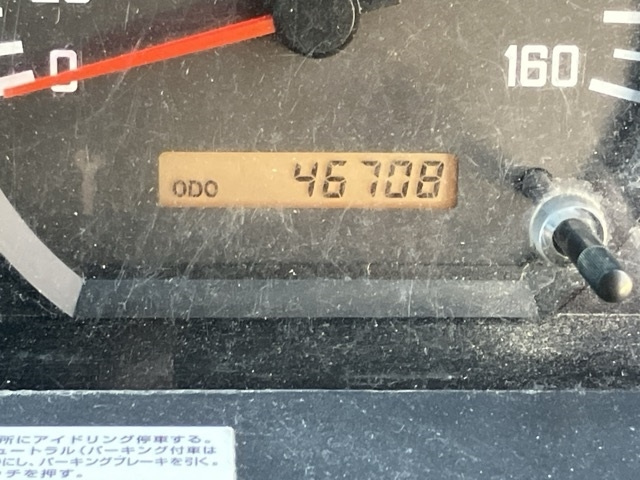 0
160
ODO 46708
所にアイドリング停車する。
ュートラル(パーキング付車は
にし、パーキングブレーキを引く。
ッチを押す。